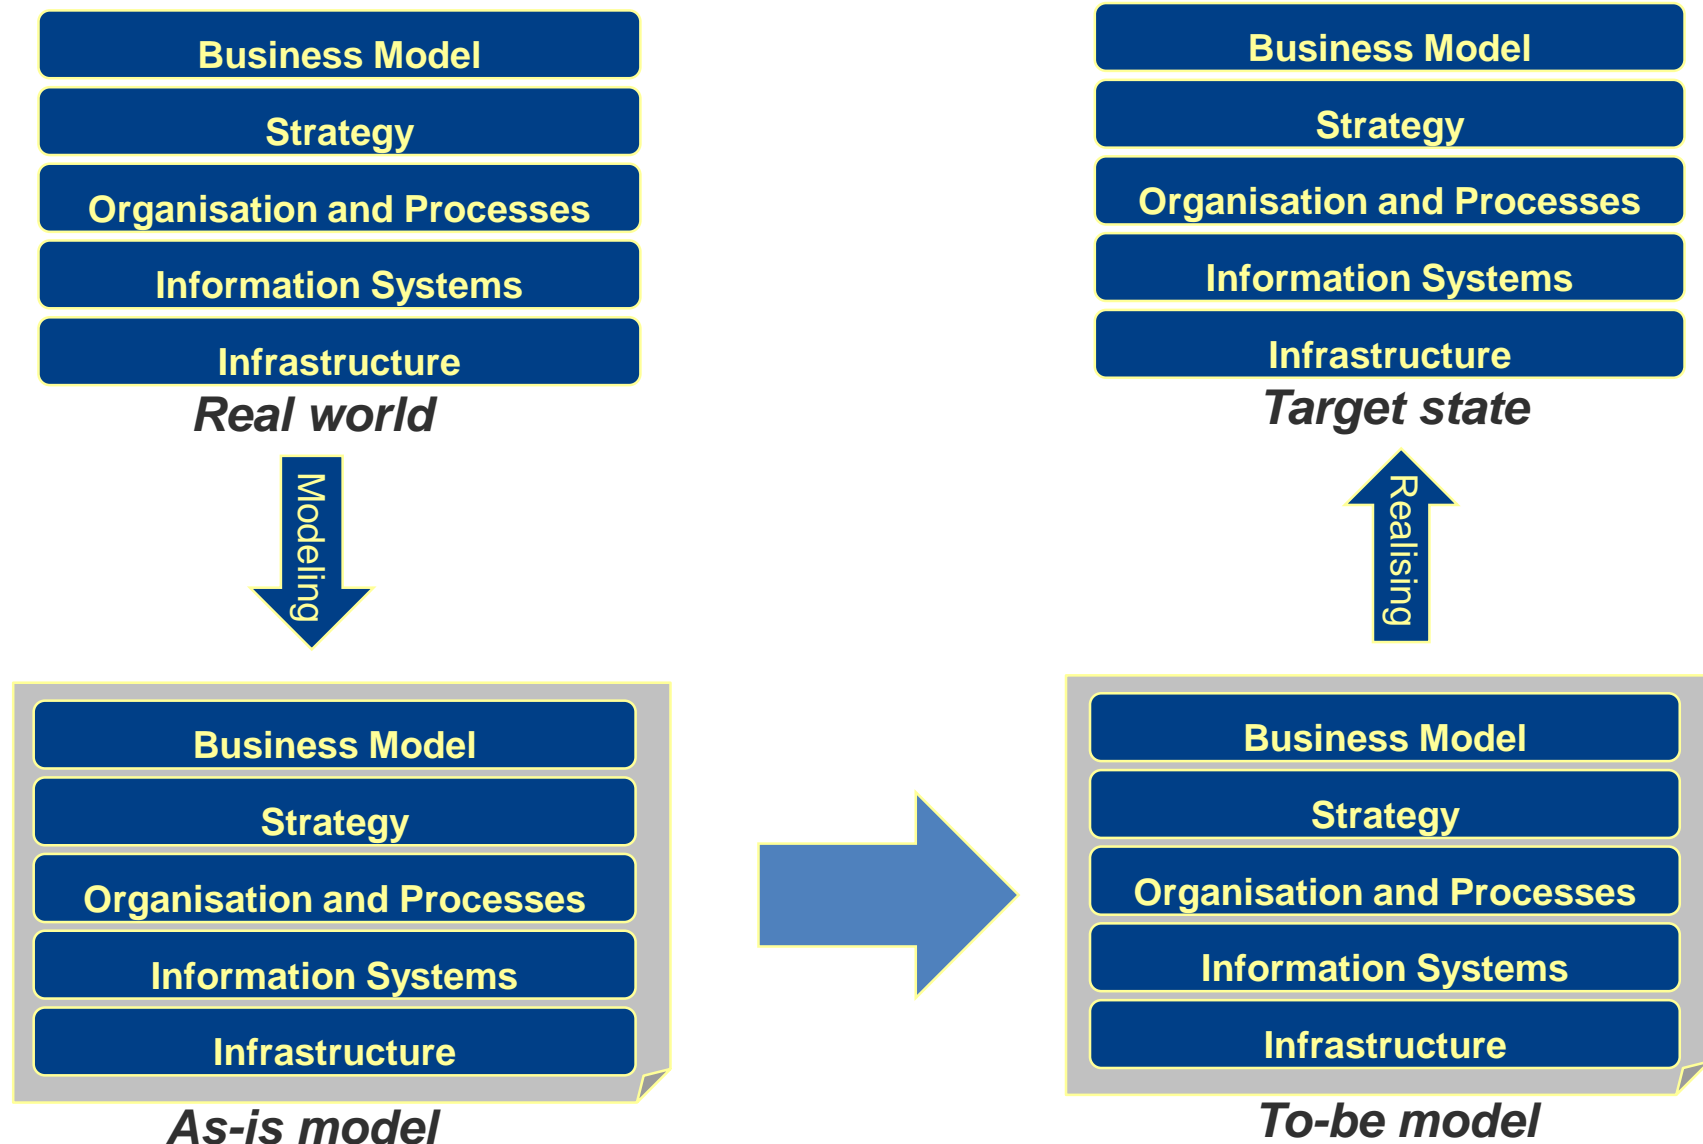 Business Model
Strategy
Organisation and Processes
Information Systems
Infrastructure
Real world
Modeling
Business Model
Strategy
Organisation and Processes
Information Systems
Infrastructure
As-is model
Business Model
Strategy
Organisation and Processes
Information Systems
Infrastructure
Target state
Realising
Business Model
Strategy
Organisation and Processes
Information Systems
Infrastructure
To-be model